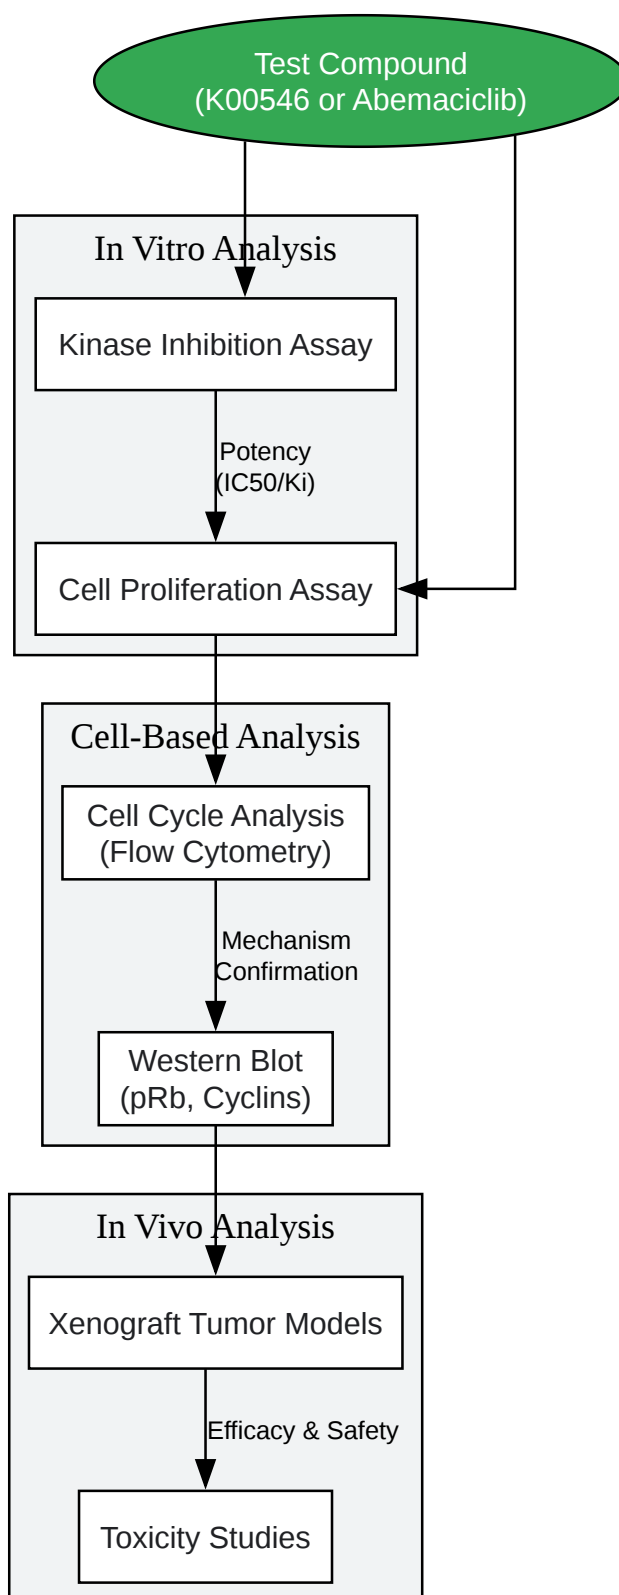 Test Compound
(K00546 or Abemaciclib)
In Vitro Analysis
Kinase Inhibition Assay
Potency
(IC50/Ki)
Cell Proliferation Assay
Cell-Based Analysis
Cell Cycle Analysis
(Flow Cytometry)
Mechanism
Confirmation
Western Blot
(pRb, Cyclins)
In Vivo Analysis
Xenograft Tumor Models
Efficacy & Safety
Toxicity Studies